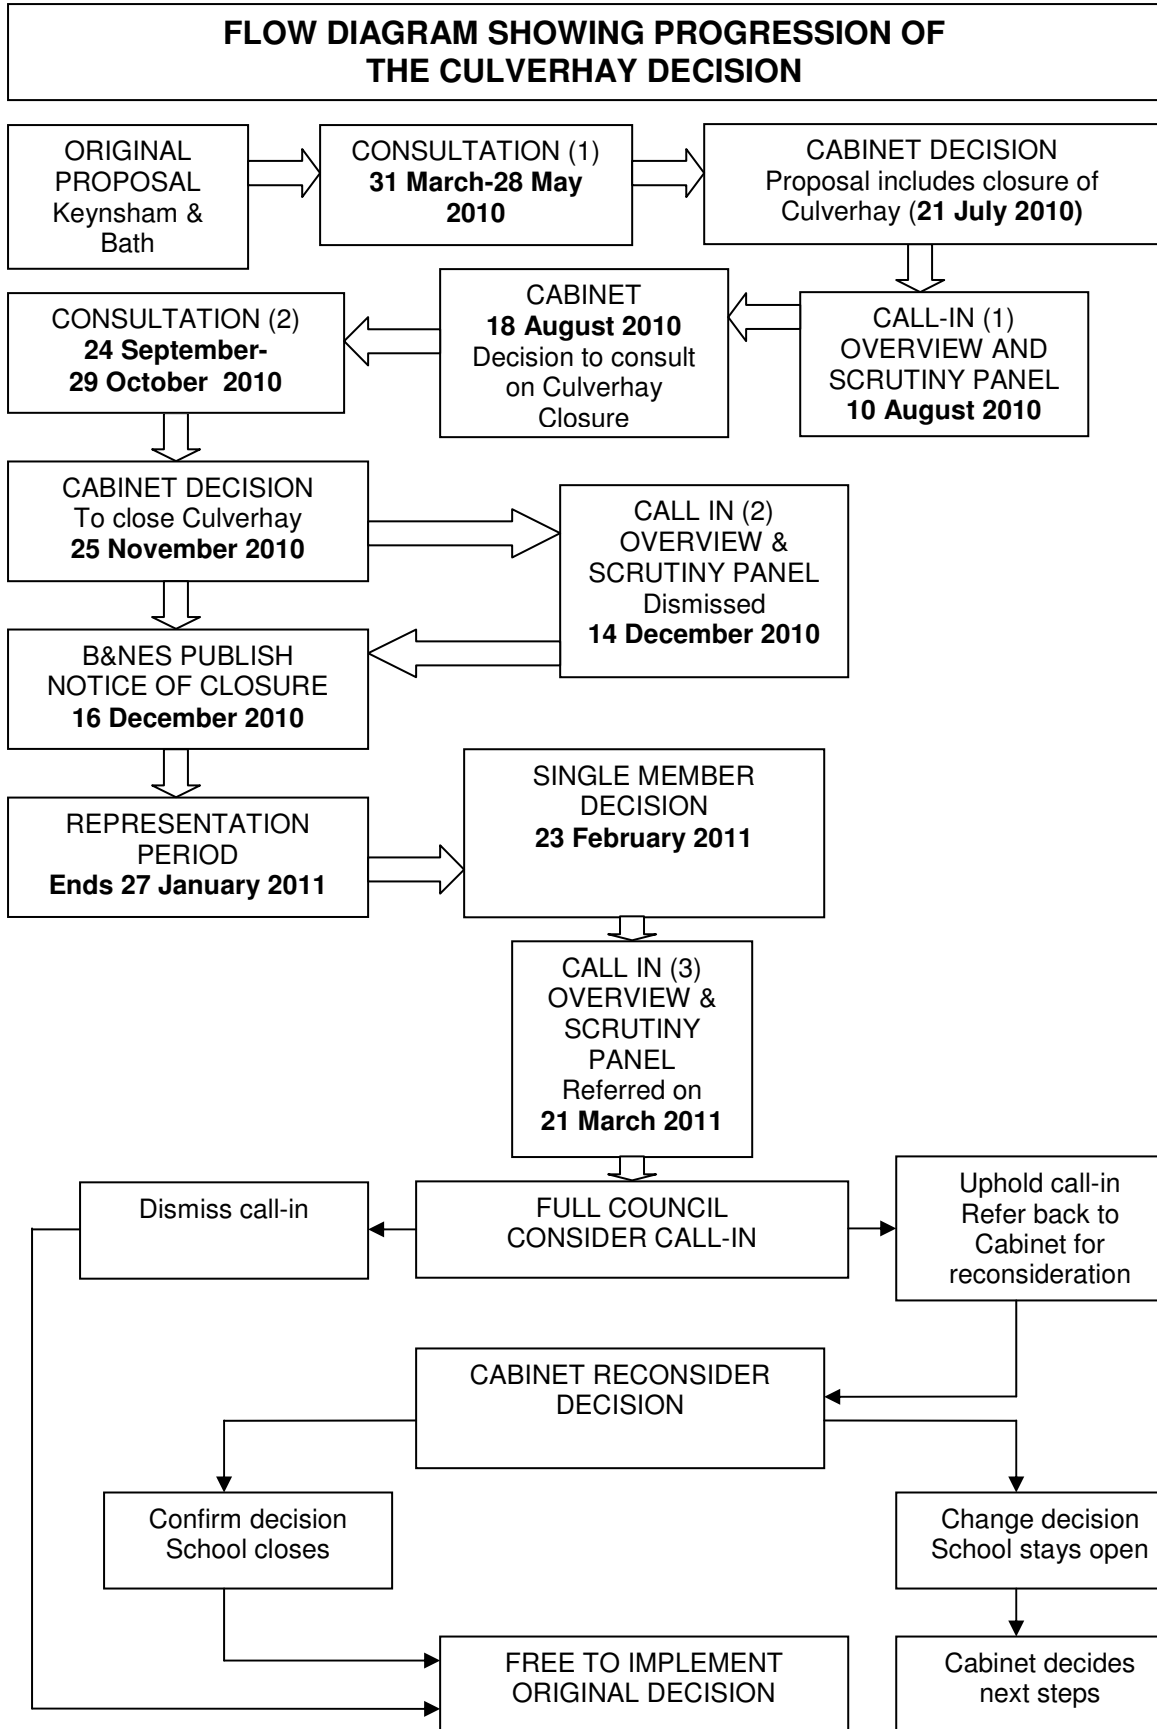 FLOW DIAGRAM SHOWING PROGRESSION OF
THE CULVERHAY DECISION
ORIGINAL
PROPOSAL
Keynsham &
Bath
CONSULTATION (1)
31 March-28 May
2010
CABINET DECISION
Proposal includes closure of
Culverhay (21 July 2010)
CALL-IN (1)
OVERVIEW AND
SCRUTINY PANEL
10 August 2010
CABINET
18 August 2010
Decision to consult
on Culverhay
Closure
CONSULTATION (2)
24 September-
29 October 2010
CABINET DECISION
To close Culverhay
25 November 2010
CALL IN (2)
OVERVIEW &
SCRUTINY PANEL
Dismissed
14 December 2010
B&NES PUBLISH
NOTICE OF CLOSURE
16 December 2010
REPRESENTATION
PERIOD
Ends 27 January 2011
SINGLE MEMBER
DECISION
23 February 2011
CALL IN (3)
OVERVIEW &
SCRUTINY
PANEL
Referred on
21 March 2011
FULL COUNCIL
CONSIDER CALL-IN
Dismiss call-in
Uphold call-in
Refer back to
Cabinet for
reconsideration
CABINET RECONSIDER
DECISION
Confirm decision
School closes
Change decision
School stays open
FREE TO IMPLEMENT
ORIGINAL DECISION
Cabinet decides
next steps